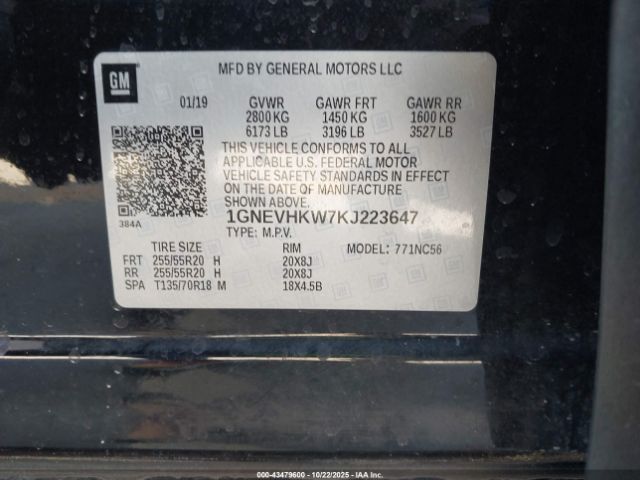 GM
MFD BY GENERAL MOTORS LLC
01/19 GVWR GAWR FRT GAWR RR
2800 KG 1450 KG 1600 KG
6173 LB 3196 LB 3527 LB
THIS VEHICLE CONFORMS TO ALL
APPLICABLE U.S. FEDERAL MOTOR
VEHICLE SAFETY STANDARDS IN EFFECT
ON THE DATE OF MANUFACTURE
SHOWN ABOVE.
384A
1GNEVHKW7KJ223647
TYPE: M.P.V.
TIRE SIZE RIM MODEL: 771NC56
FRT 255/55R20 H 20X8J
RR 255/55R20 H 20X8J
SPA T135/70R18 M 18X4.5B
000-43479600 - 10/22/2025 - IAA Inc.